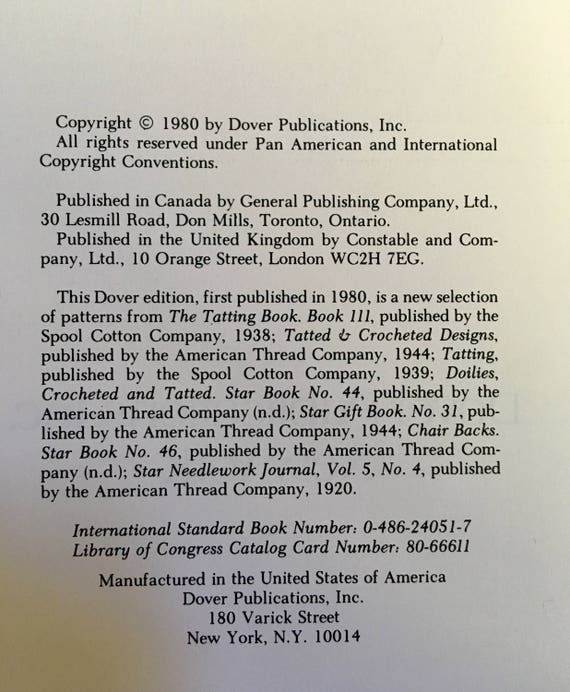 Copyright © 1980 by Dover Publications, Inc.
All rights reserved under Pan American and International
Copyright Conventions.
Published in Canada by General Publishing Company, Ltd.,
30 Lesmill Road, Don Mills, Toronto, Ontario.
Published in the United Kingdom by Constable and Com-
pany, Ltd., 10 Orange Street, London WC2H 7EG.
This Dover edition, first published in 1980, is a new selection
of patterns from The Tatting Book. Book 111, published by the
Spool Cotton Company, 1938; Tatted & Crocheted Designs,
published by the American Thread Company, 1944; Tatting,
published by the Spool Cotton Company, 1939; Doilies,
Crocheted and Tatted. Star Book No. 44, published by the
American Thread Company (n.d.); Star Gift Book. No. 31, pub-
lished by the American Thread Company, 1944; Chair Backs.
Star Book No. 46, published by the American Thread Com-
pany (n.d.); Star Needlework Journal, Vol. 5, No. 4, published
by the American Thread Company, 1920.
International Standard Book Number: 0-486-24051-7
Library of Congress Catalog Card Number: 80-66611
Manufactured in the United States of America
Dover Publications, Inc.
180 Varick Street
New York, N.Y. 10014